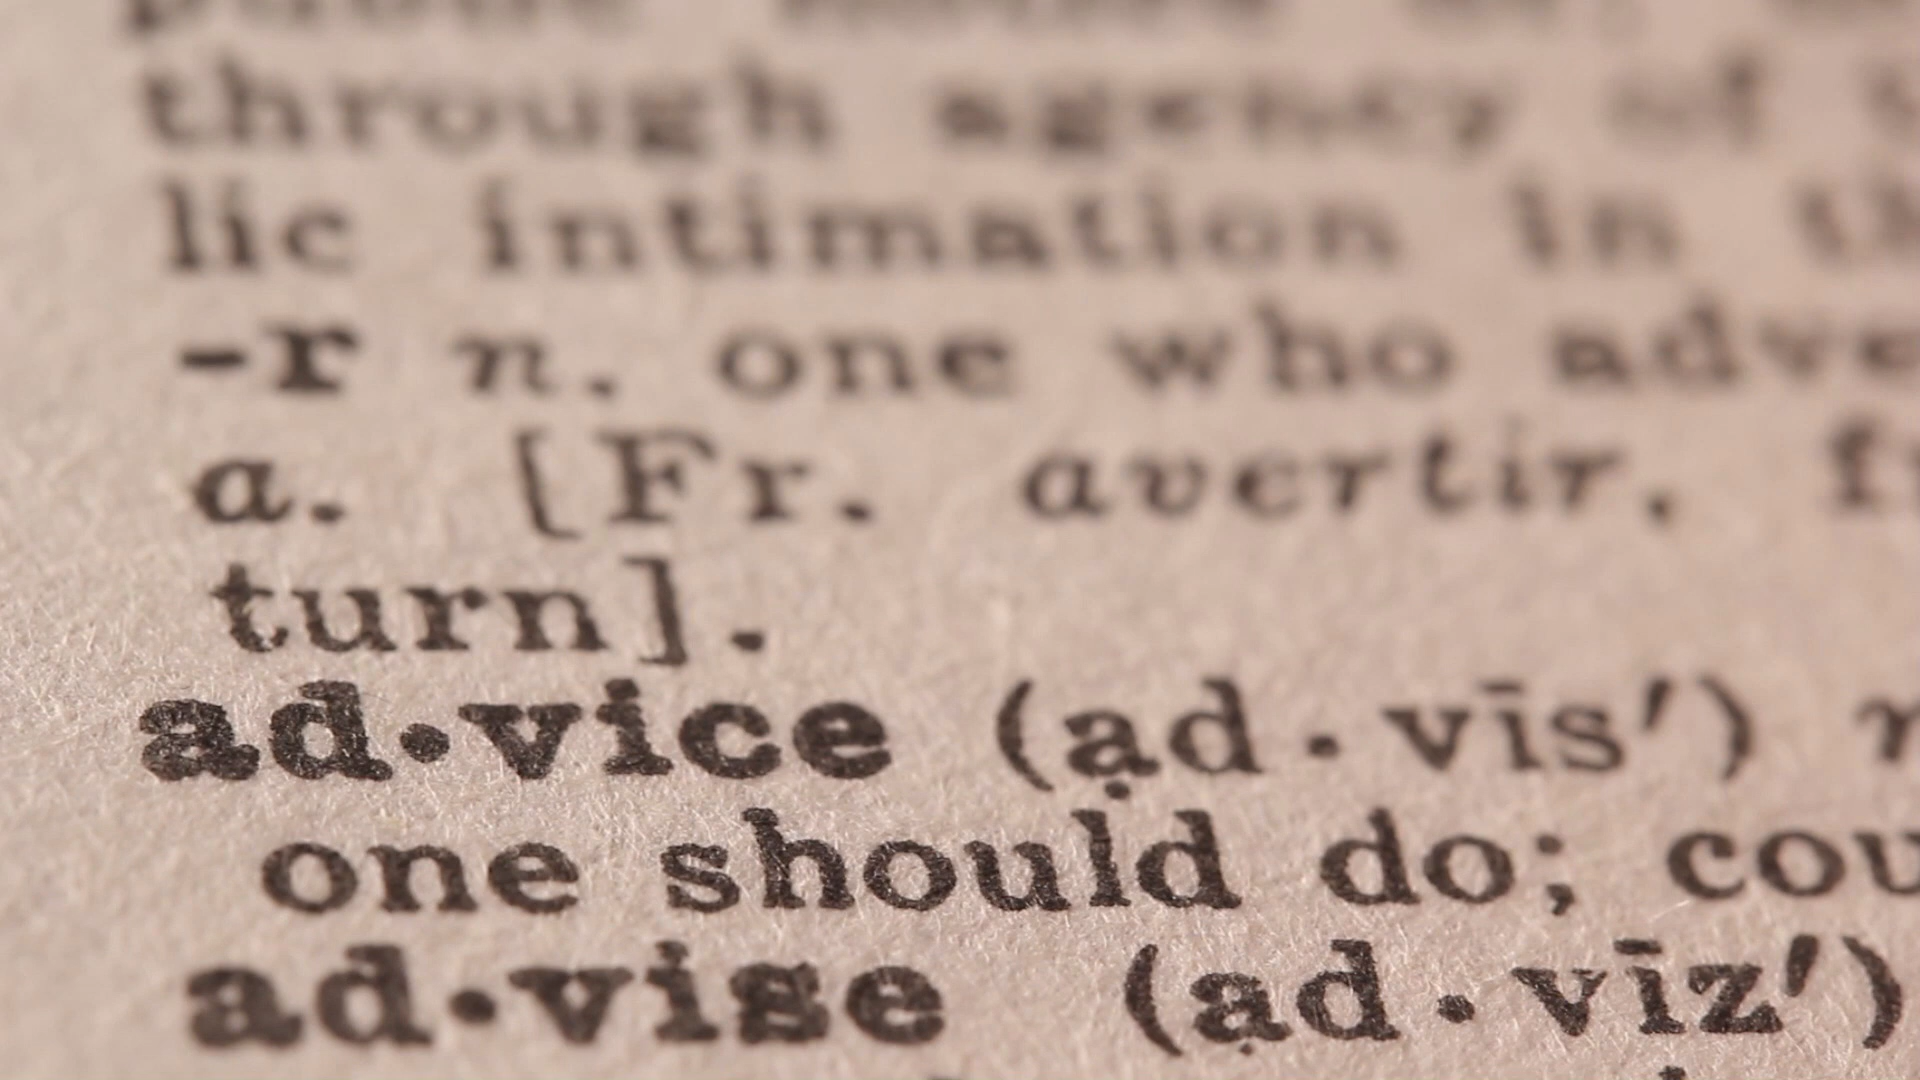 through agency of
lic intimation in
-r n. one who adve
a. [Fr. avertir, f
turn].
ad•vice (ạd · vīs′) n
one should do; cou
ad•vise (ạd · vīz′)